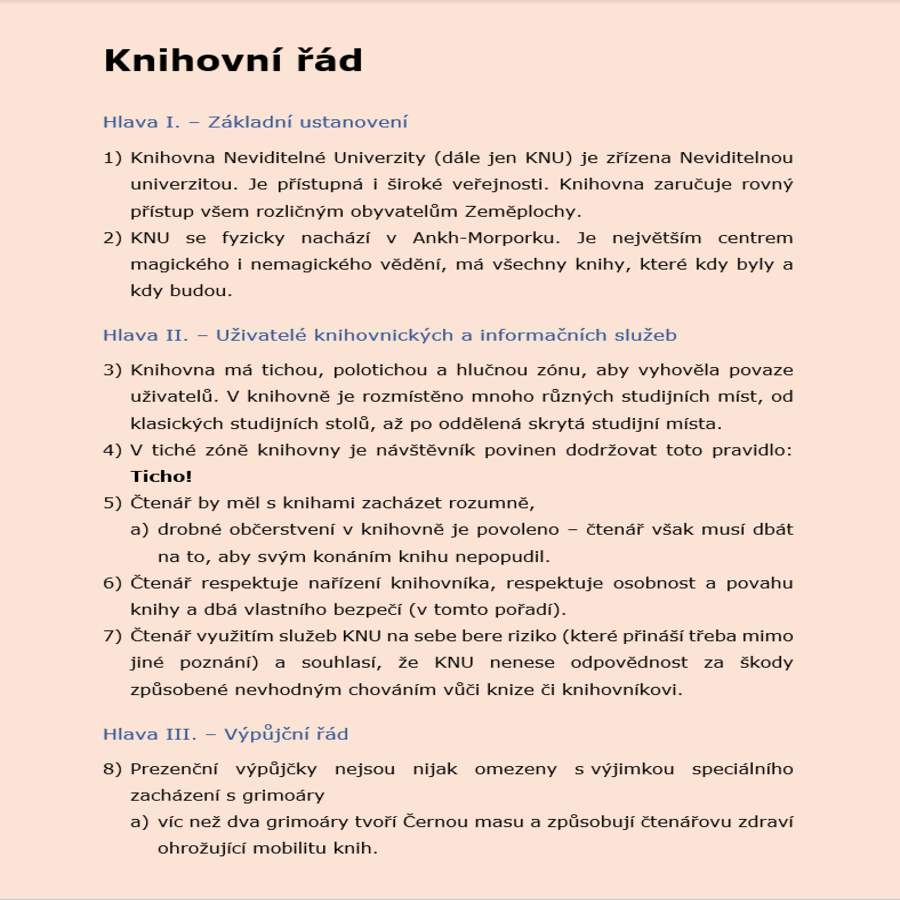 Knihovní řád
Hlava I. – Základní ustanovení
1) Knihovna Neviditelné Univerzity (dále jen KNU) je zřízena Neviditelnou
univerzitou. Je přístupná i široké veřejnosti. Knihovna zaručuje rovný
přístup všem rozličným obyvatelům Zeměplochy.
2) KNU se fyzicky nachází v Ankh-Morporku. Je největším centrem
magického i nemagického vědění, má všechny knihy, které kdy byly a
kdy budou.
Hlava II. – Uživatelé knihovnických a informačních služeb
3) Knihovna má tichou, polotichou a hlučnou zónu, aby vyhověla povaze
uživatelů. V knihovně je rozmístěno mnoho různých studijních míst, od
klasických studijních stolů, až po oddělená skrytá studijní místa.
4) V tiché zóně knihovny je návštěvník povinen dodržovat toto pravidlo:
Ticho!
5) Čtenář by měl s knihami zacházet rozumně,
a) drobné občerstvení v knihovně je povoleno – čtenář však musí dbát
na to, aby svým konáním knihu nepopudil.
6) Čtenář respektuje nařízení knihovníka, respektuje osobnost a povahu
knihy a dbá vlastního bezpečí (v tomto pořadí).
7) Čtenář využitím služeb KNU na sebe bere riziko (které přináší třeba mimo
jiné poznání) a souhlasí, že KNU nenese odpovědnost za škody
způsobené nevhodným chováním vůči knize či knihovníkovi.
Hlava III. – Výpůjční řád
8) Prezenční výpůjčky nejsou nijak omezeny s výjimkou speciálního
zacházení s grimoáry
a) víc než dva grimoáry tvoří Černou masu a způsobují čtenářovu zdraví
ohrožující mobilitu knih.